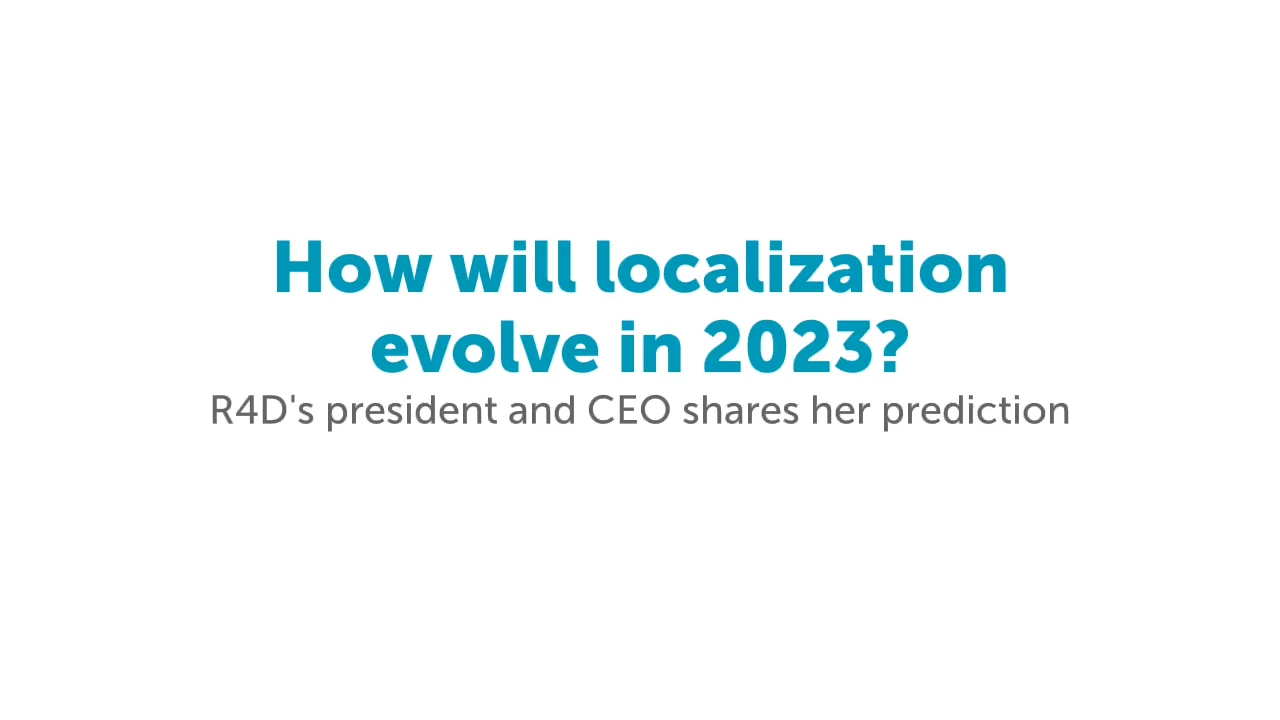 How will localization
evolve in 2023?
R4D's president and CEO shares her prediction